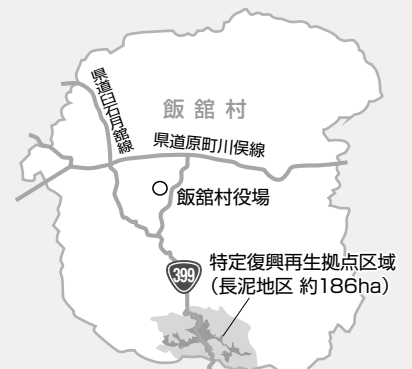 県道臼石月舘線
飯舘村
県道原町川俣線
飯舘村役場
399
特定復興再生拠点区域
（長泥地区 約186ha）